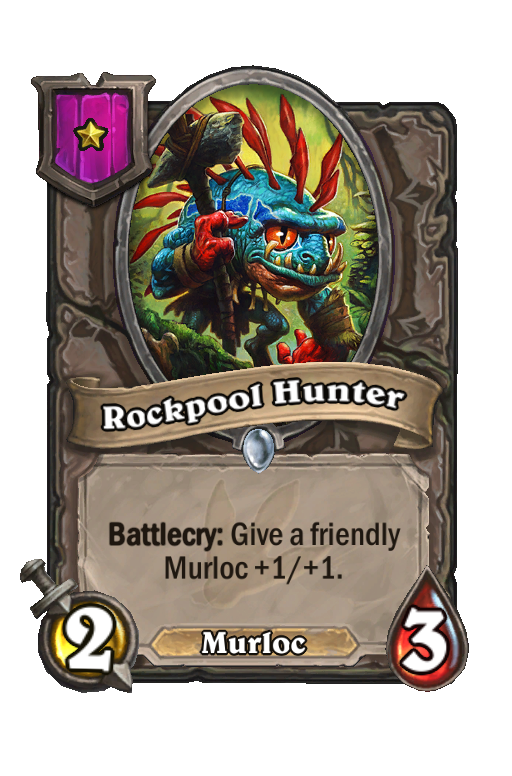 Rockpool Hunter
Battlecry: Give a friendly
Murloc +1/+1.
2
Murloc
3